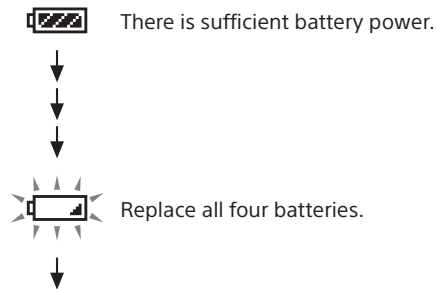 There is sufficient battery power.
Replace all four batteries.